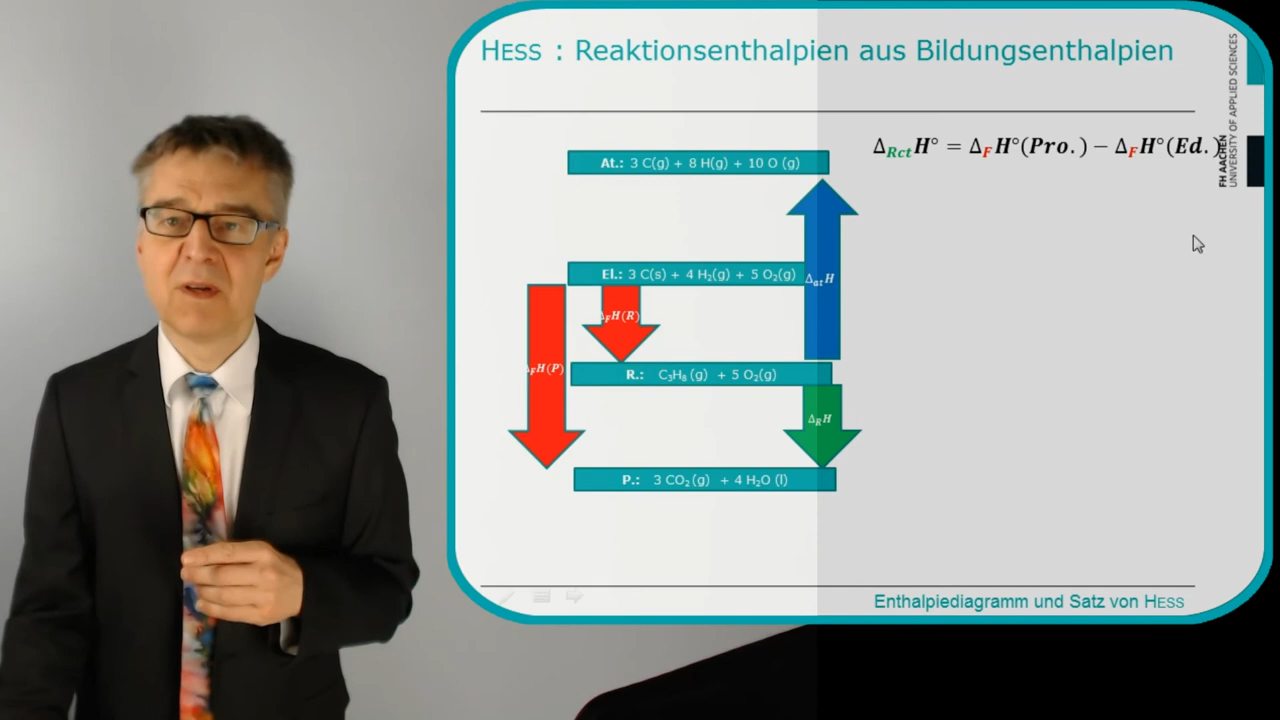 HESS : Reaktionsenthalpien aus Bildungsenthalpien
FH AACHEN
UNIVERSITY OF APPLIED SCIENCES
Δ_Rct H° = Δ_F H°(Pro.) − Δ_F H°(Ed.)
At.: 3 C(g) + 8 H(g) + 10 O (g)
El.: 3 C(s) + 4 H₂(g) + 5 O₂(g)
Δ_at H
Δ_F H(R)
Δ_F H(P)
R.: C₃H₈ (g) + 5 O₂(g)
Δ_R H
P.: 3 CO₂(g) + 4 H₂O (l)
Enthalpiediagramm und Satz von HESS